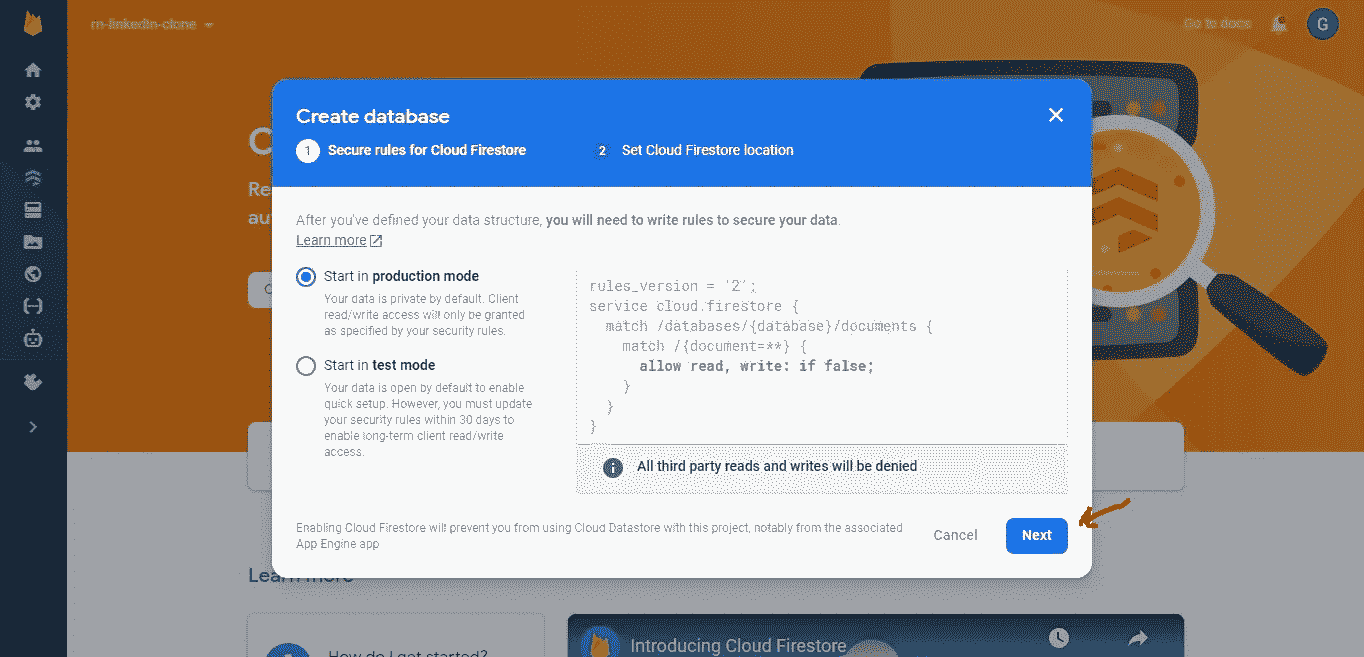 rn-linkedin-clone
Go to docs
G
Create database
1 Secure rules for Cloud Firestore
2 Set Cloud Firestore location
After you've defined your data structure, you will need to write rules to secure your data.
Learn more
Start in production mode
Your data is private by default. Client
read/write access will only be granted
as specified by your security rules.
Start in test mode
Your data is open by default to enable
quick setup. However, you must update
your security rules within 30 days to
enable long-term client read/write
access.
rules_version = '2';
service cloud.firestore {
match /databases/{database}/documents {
match /{document=**} {
allow read, write: if false;
}
}
}
All third party reads and writes will be denied
Enabling Cloud Firestore will prevent you from using Cloud Datastore with this project, notably from the associated
App Engine app
Cancel
Next
Learn more
How do I get started?
Introducing Cloud Firestore